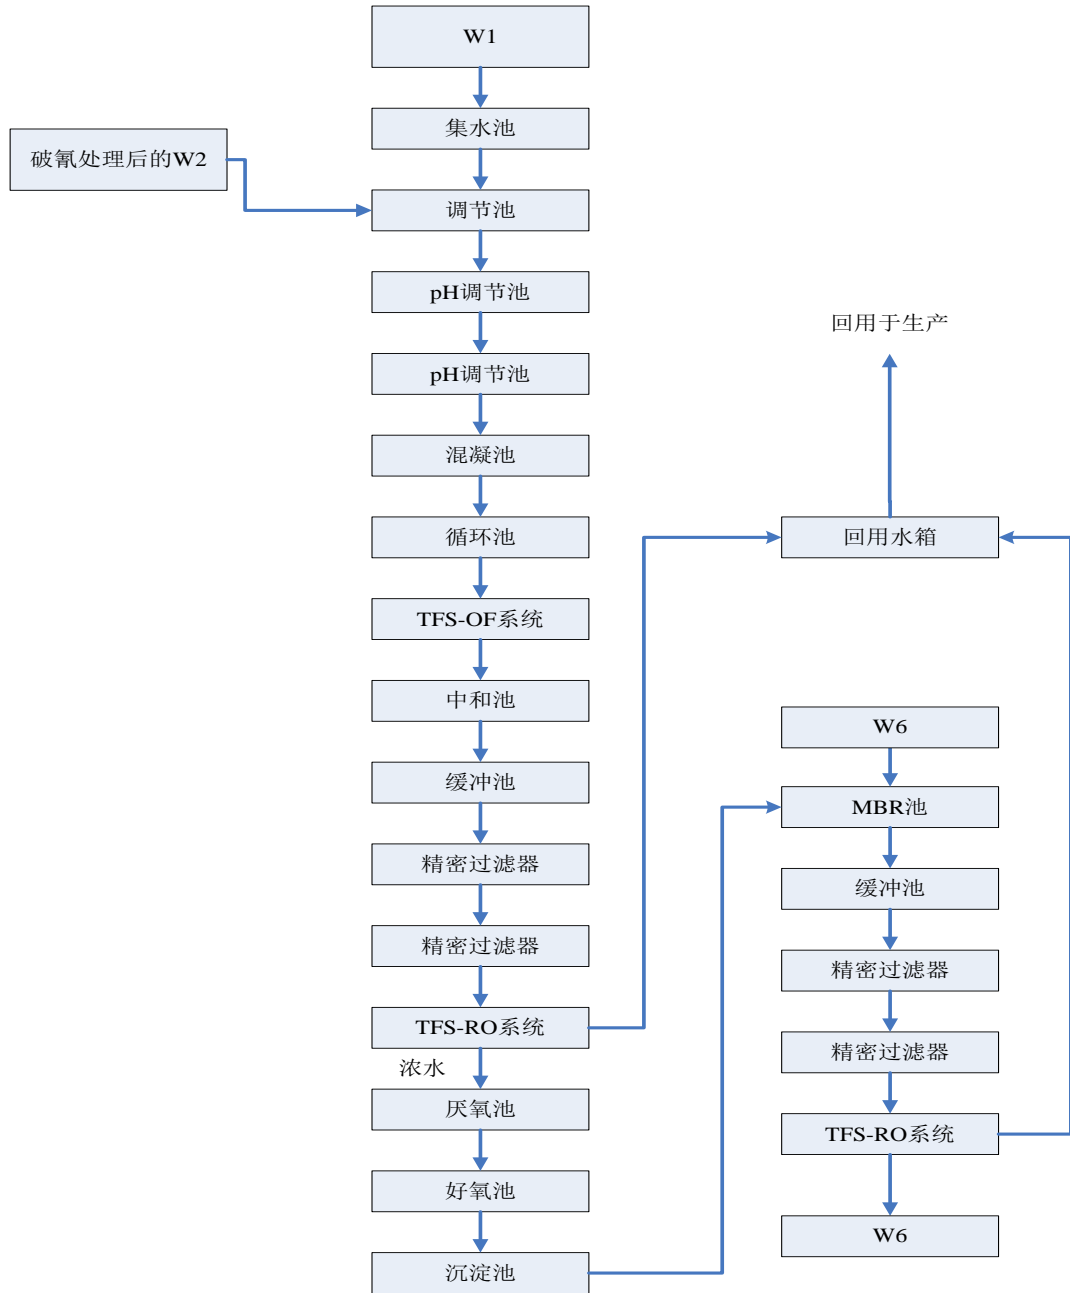 W1
集水池
破氰处理后的W2
调节池
pH调节池
pH调节池
混凝池
循环池
TFS-OF系统
中和池
缓冲池
精密过滤器
精密过滤器
TFS-RO系统
浓水
厌氧池
好氧池
沉淀池
回用于生产
回用水箱
W6
MBR池
缓冲池
精密过滤器
精密过滤器
TFS-RO系统
W6